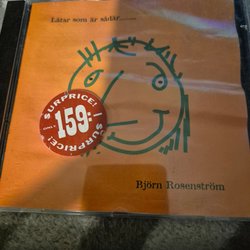 Låtar som är sådär........
SURPRICE!
159:-
SURPRICE!
Björn Rosenström